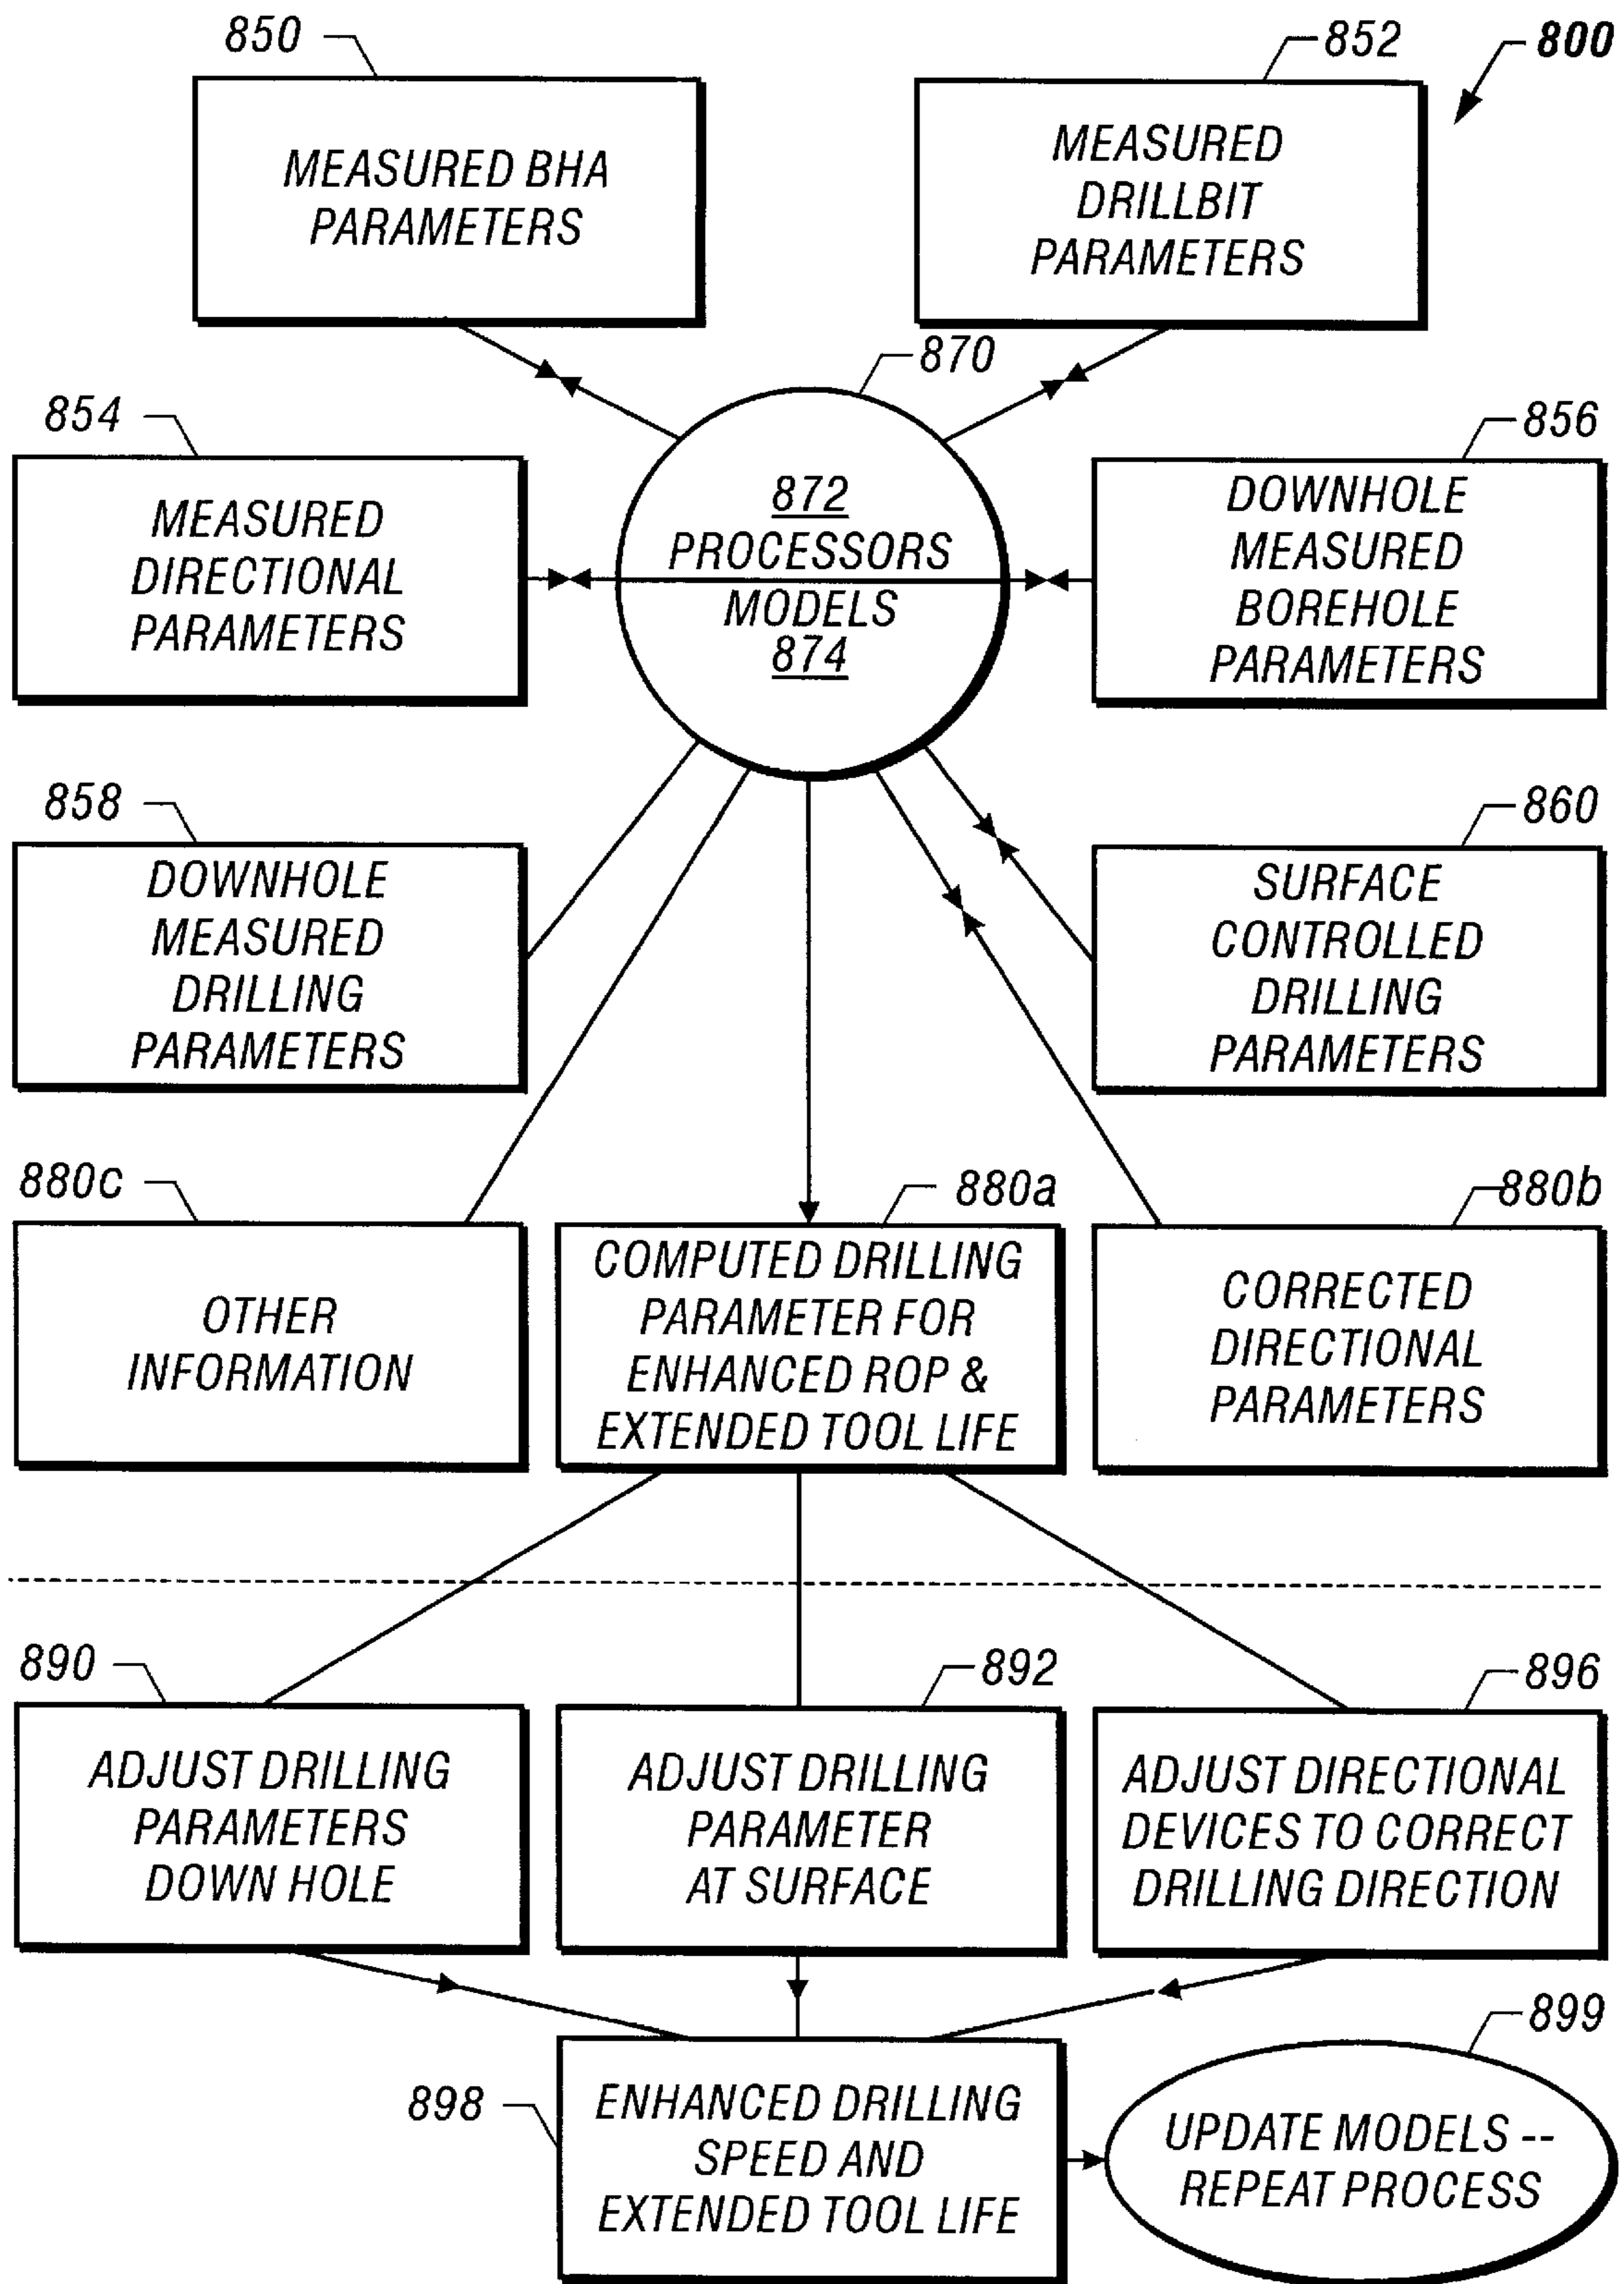 850
852
800
MEASURED BHA
PARAMETERS
MEASURED
DRILLBIT
PARAMETERS
870
854
856
MEASURED
DIRECTIONAL
PARAMETERS
872
PROCESSORS
MODELS
874
DOWNHOLE
MEASURED
BOREHOLE
PARAMETERS
858
860
DOWNHOLE
MEASURED
DRILLING
PARAMETERS
SURFACE
CONTROLLED
DRILLING
PARAMETERS
880c
880a
880b
OTHER
INFORMATION
COMPUTED DRILLING
PARAMETER FOR
ENHANCED ROP &
EXTENDED TOOL LIFE
CORRECTED
DIRECTIONAL
PARAMETERS
890
892
896
ADJUST DRILLING
PARAMETERS
DOWN HOLE
ADJUST DRILLING
PARAMETER
AT SURFACE
ADJUST DIRECTIONAL
DEVICES TO CORRECT
DRILLING DIRECTION
898
899
ENHANCED DRILLING
SPEED AND
EXTENDED TOOL LIFE
UPDATE MODELS --
REPEAT PROCESS